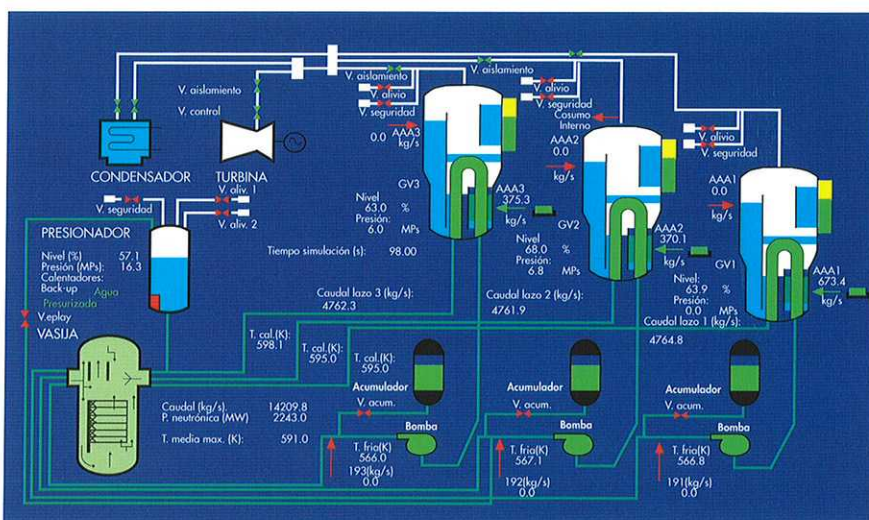 V. aislamiento
V. control
CONDENSADOR
TURBINA
V. aislamiento
V. alivio
V. seguridad
0.0
AAA3
kg/s
GV3
Nivel
63.0 %
Presión:
6.0 MPs
AAA3
375.3
kg/s
V. aislamiento
V. alivio
V. seguridad
Cosumo
Interno
AAA2
0.0
kg/s
GV2
Nivel
68.0 %
Presión:
6.8 MPs
AAA2
370.1
kg/s
V. alivio
V. seguridad
AAA1
0.0
kg/s
GV1
Nivel:
63.9 %
Presión:
0.0 MPs
AAA1
673.4
kg/s
V. aliv. 1
V. seguridad
V. aliv. 2
PRESIONADOR
Nivel (%) 57.1
Presión (MPs): 16.3
Calentadores:
Back-up
Agua
Presurizada
V.eplay
VASIJA
Tiempo simulación (s): 98.00
Caudal lazo 3 (kg/s):
4762.3
Caudal lazo 2 (kg/s):
4761.9
Caudal lazo 1 (kg/s):
4764.8
T. cal.(K):
598.1
T. cal.(K):
595.0
T. cal.(K):
595.0
Caudal (kg/s). 14209.8
P. neutrónica (MW) 2243.0
T. media max. (K): 591.0
Acumulador
V. acum.
Bomba
T. fria(K)
566.0
193(kg/s)
0.0
Acumulador
V. acum.
Bomba
T. fria(K)
567.1
192(kg/s)
0.0
Acumulador
V. acum.
Bomba
T. fria(K)
566.8
191(kg/s)
0.0